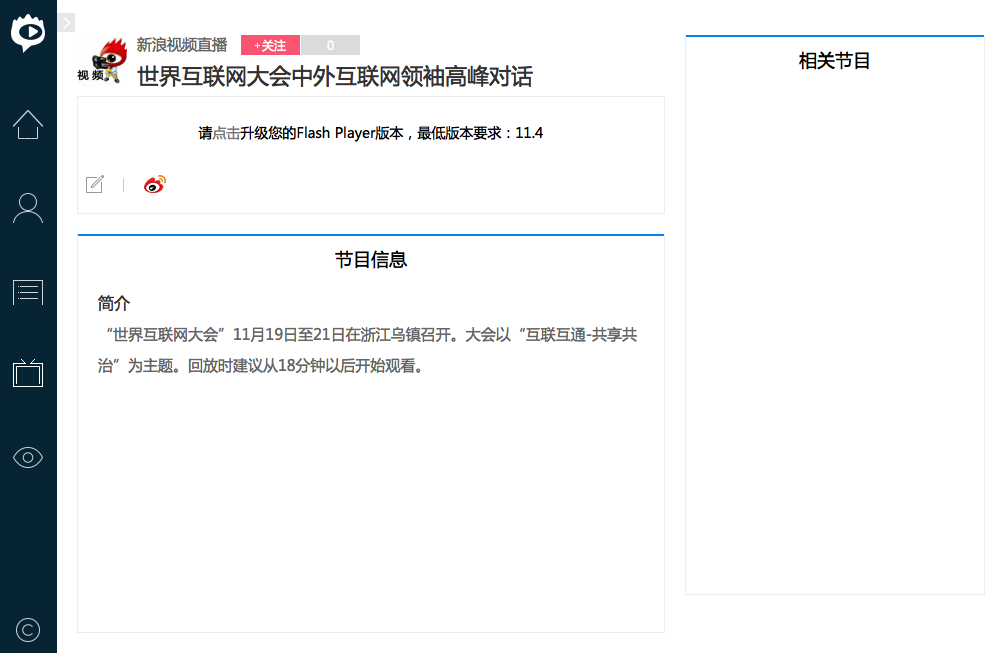 新浪视频直播
+关注
0
视频
世界互联网大会中外互联网领袖高峰对话
请点击升级您的Flash Player版本，最低版本要求：11.4
节目信息
简介
“世界互联网大会”11月19日至21日在浙江乌镇召开。大会以“互联互通-共享共
治”为主题。回放时建议从18分钟以后开始观看。
相关节目
©